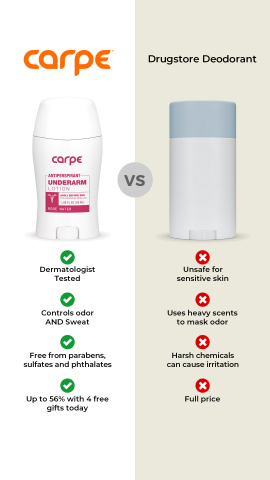 carpe
Drugstore Deodorant
carpe
ANTIPERSPIRANT
UNDERARM
LOTION
ROSE WATER
VS
Dermatologist
Tested
Unsafe for
sensitive skin
Controls odor
AND Sweat
Uses heavy scents
to mask odor
Free from parabens,
sulfates and phthalates
Harsh chemicals
can cause irritation
Up to 56% with 4 free
gifts today
Full price